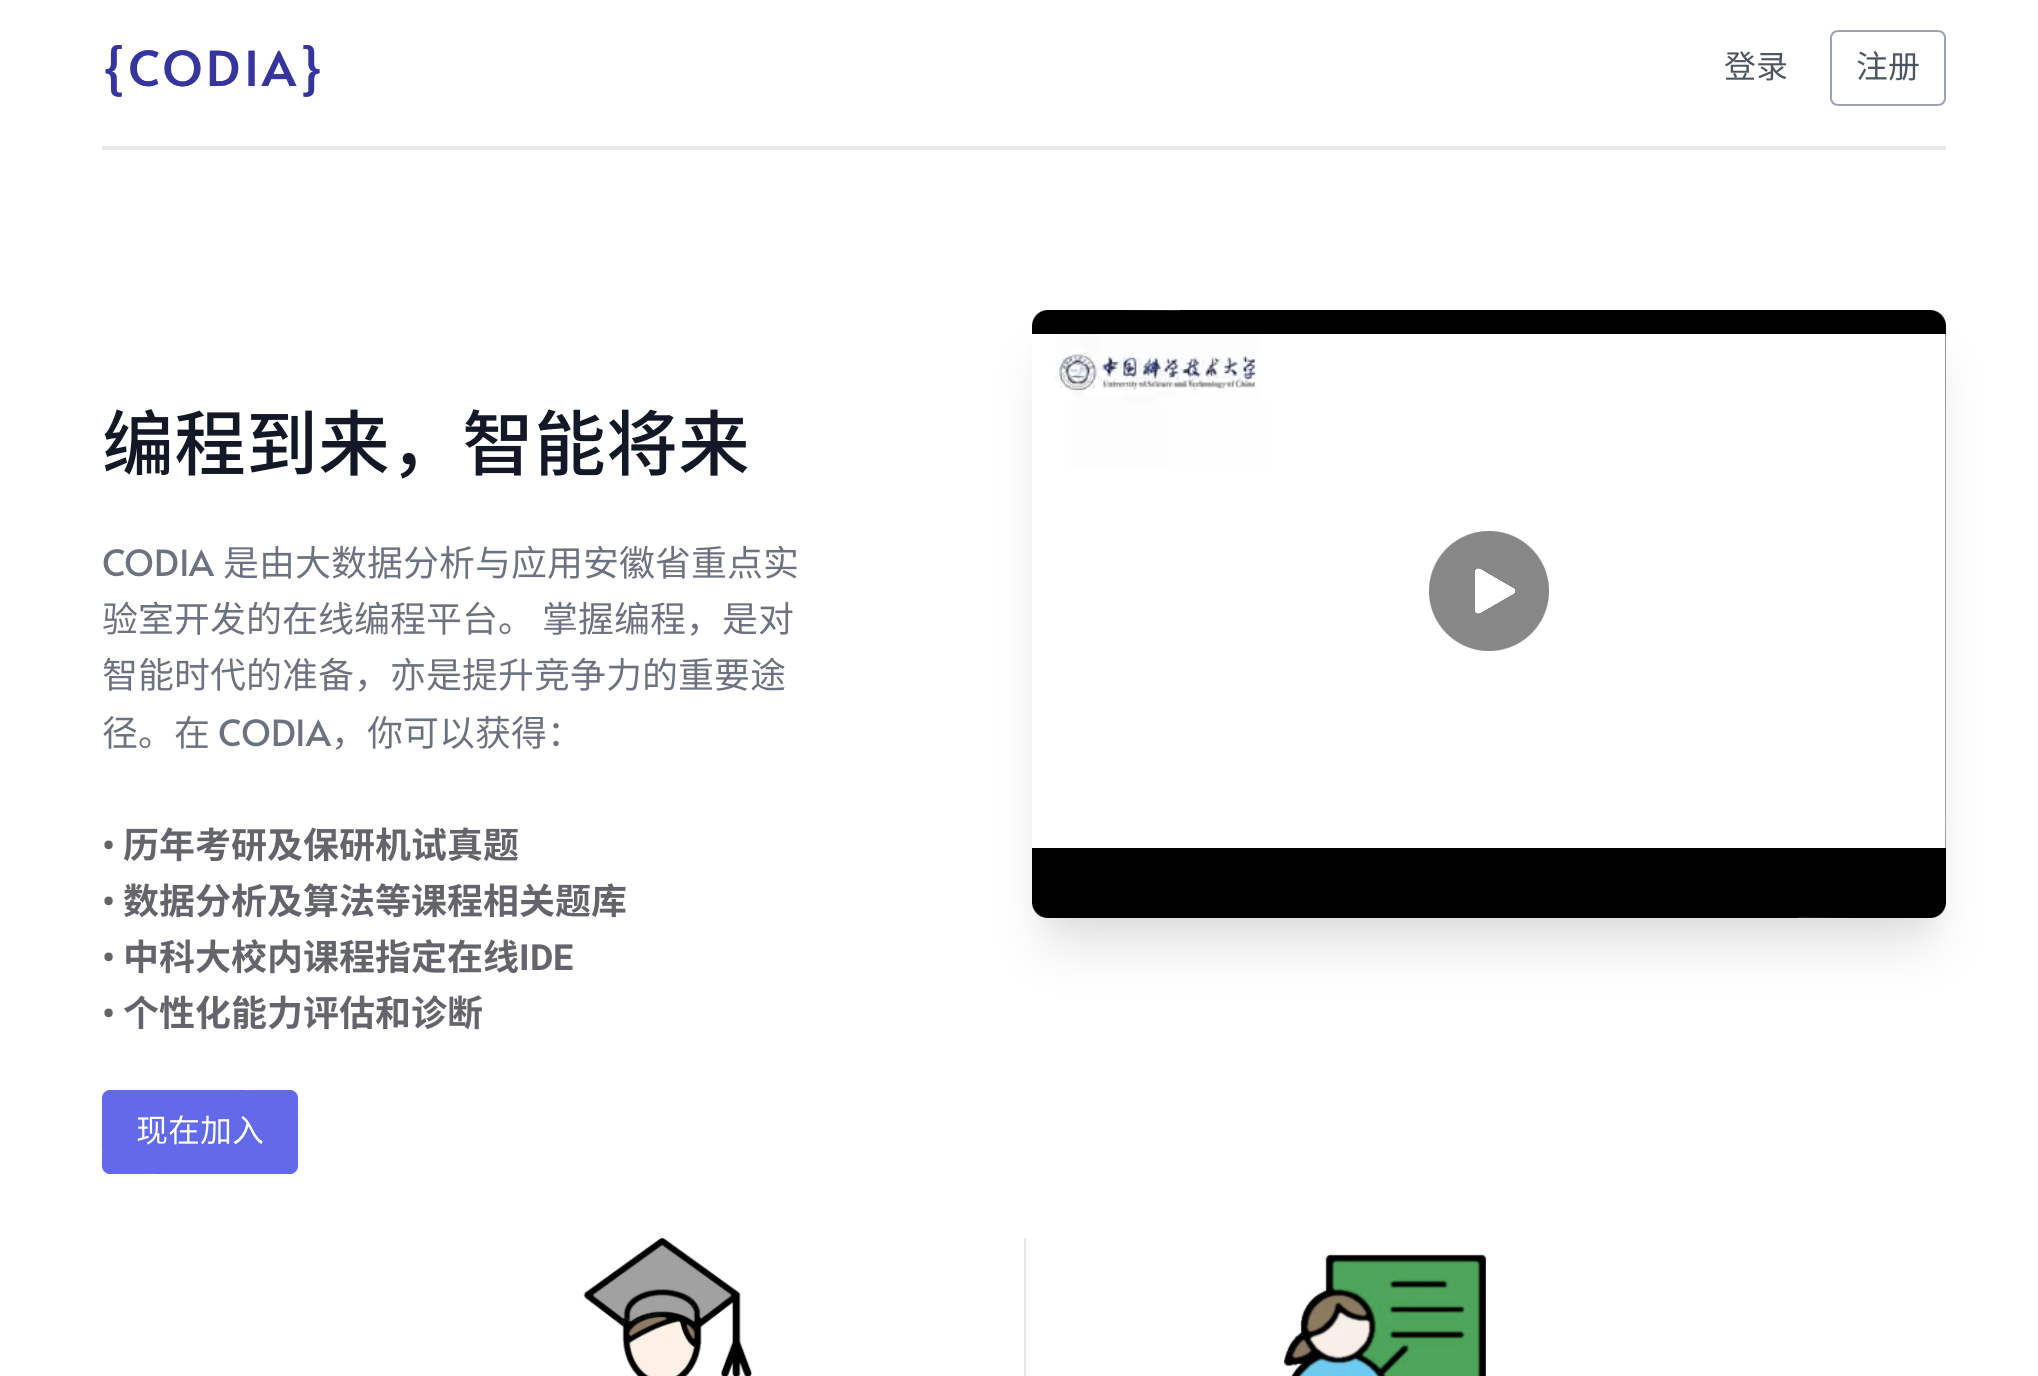 {CODIA}
登录
注册
中国科学技术大学
University of Science and Technology of China
编程到来，智能将来
CODIA 是由大数据分析与应用安徽省重点实
验室开发的在线编程平台。 掌握编程，是对
智能时代的准备，亦是提升竞争力的重要途
径。在 CODIA，你可以获得：
• 历年考研及保研机试真题
• 数据分析及算法等课程相关题库
• 中科大校内课程指定在线IDE
• 个性化能力评估和诊断
现在加入